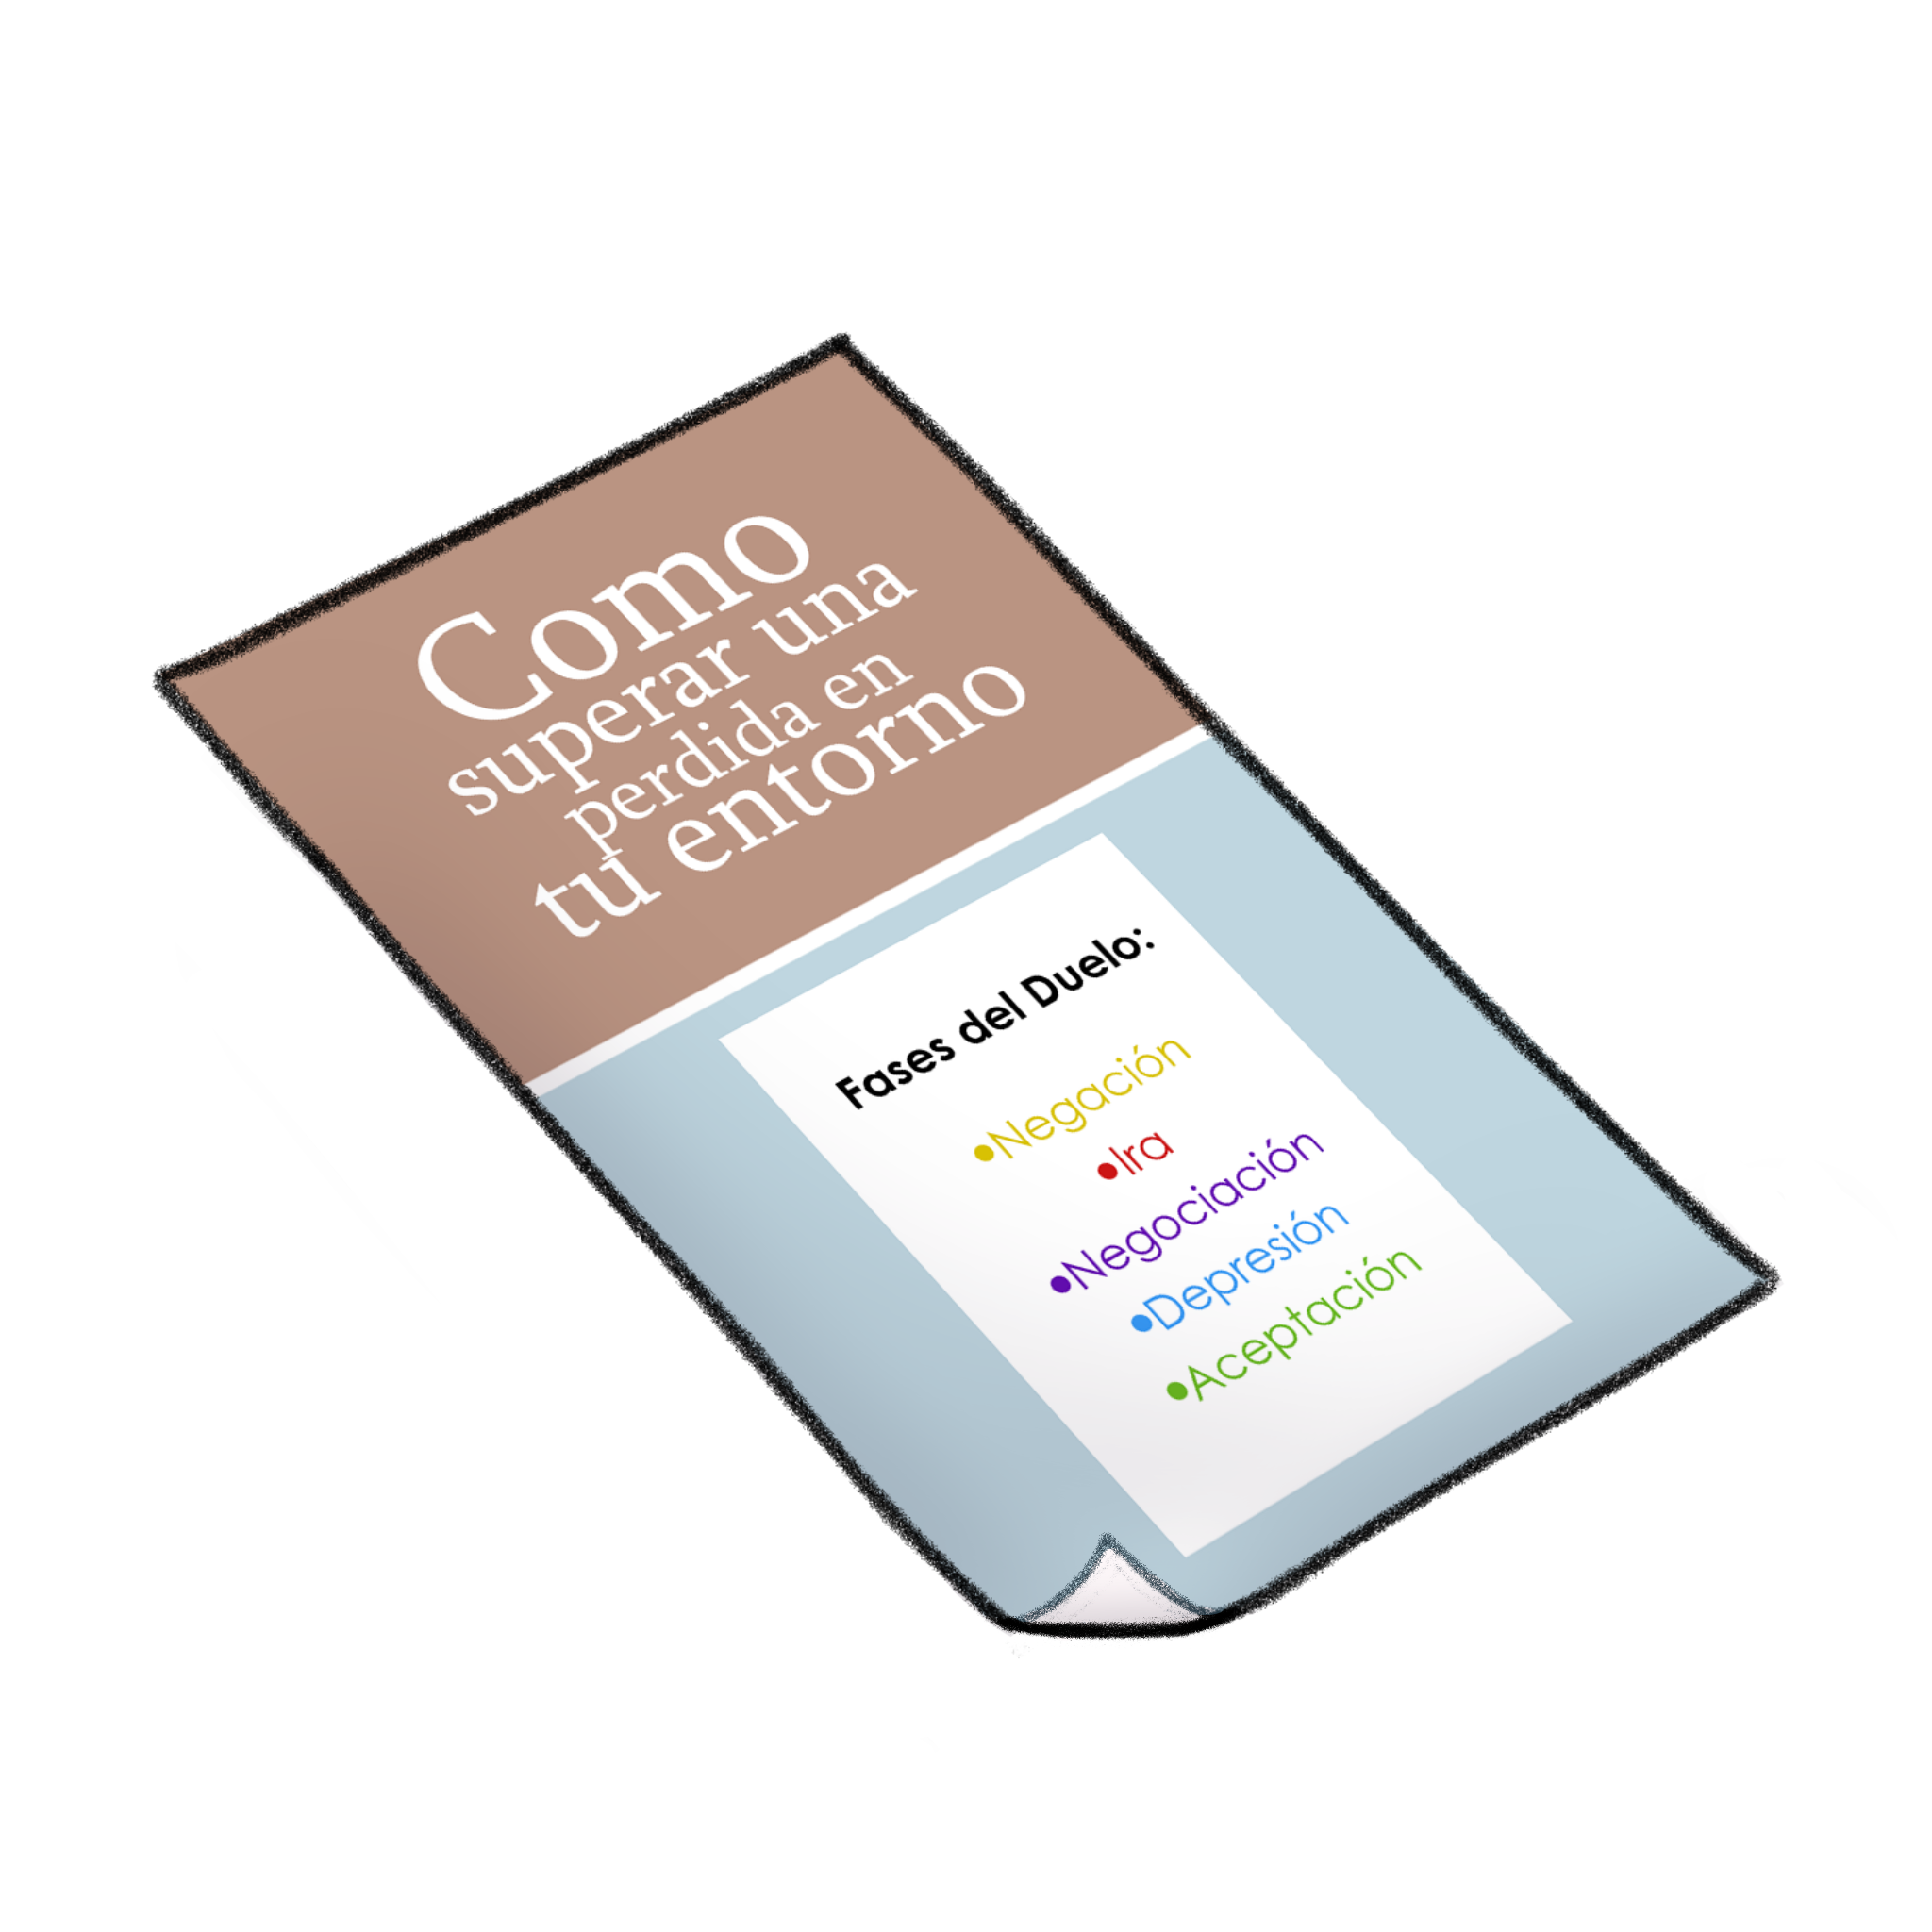 Como
superar una
perdida en
tu entorno
Fases del Duelo:
•Negación
•Ira
•Negociación
•Depresión
•Aceptación